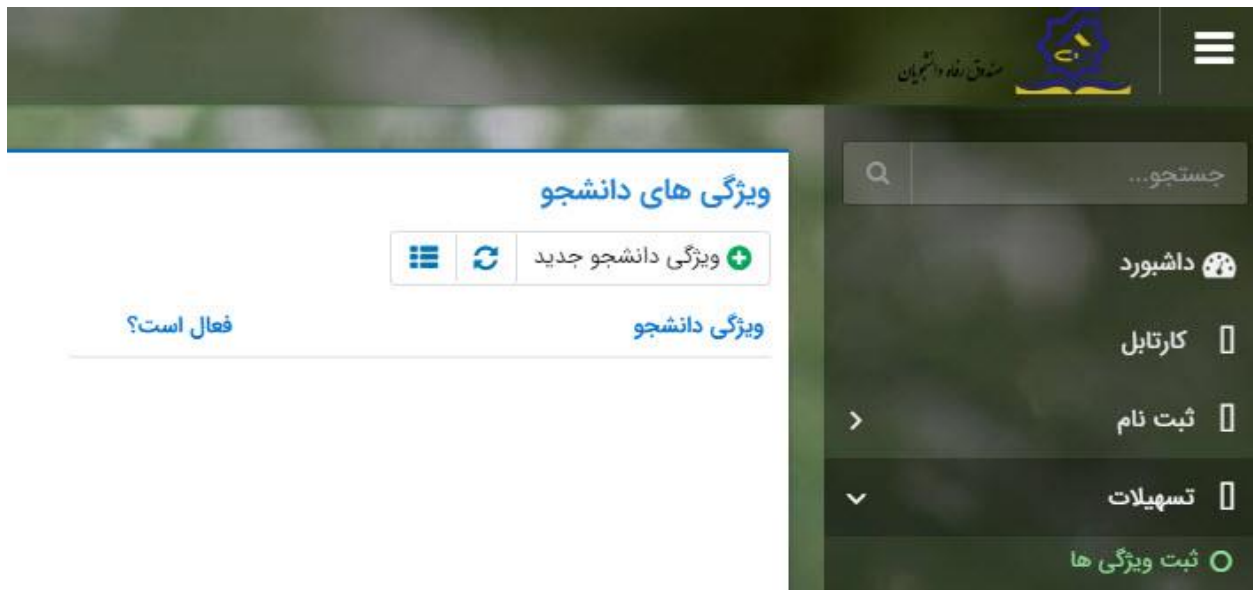 صندوق رفاه دانشجویان
جستجو...
داشبورد
کارتابل
ثبت نام
تسهیلات
ثبت ویژگی ها
ویژگی های دانشجو
ویژگی دانشجو جدید
ویژگی دانشجو فعال است؟